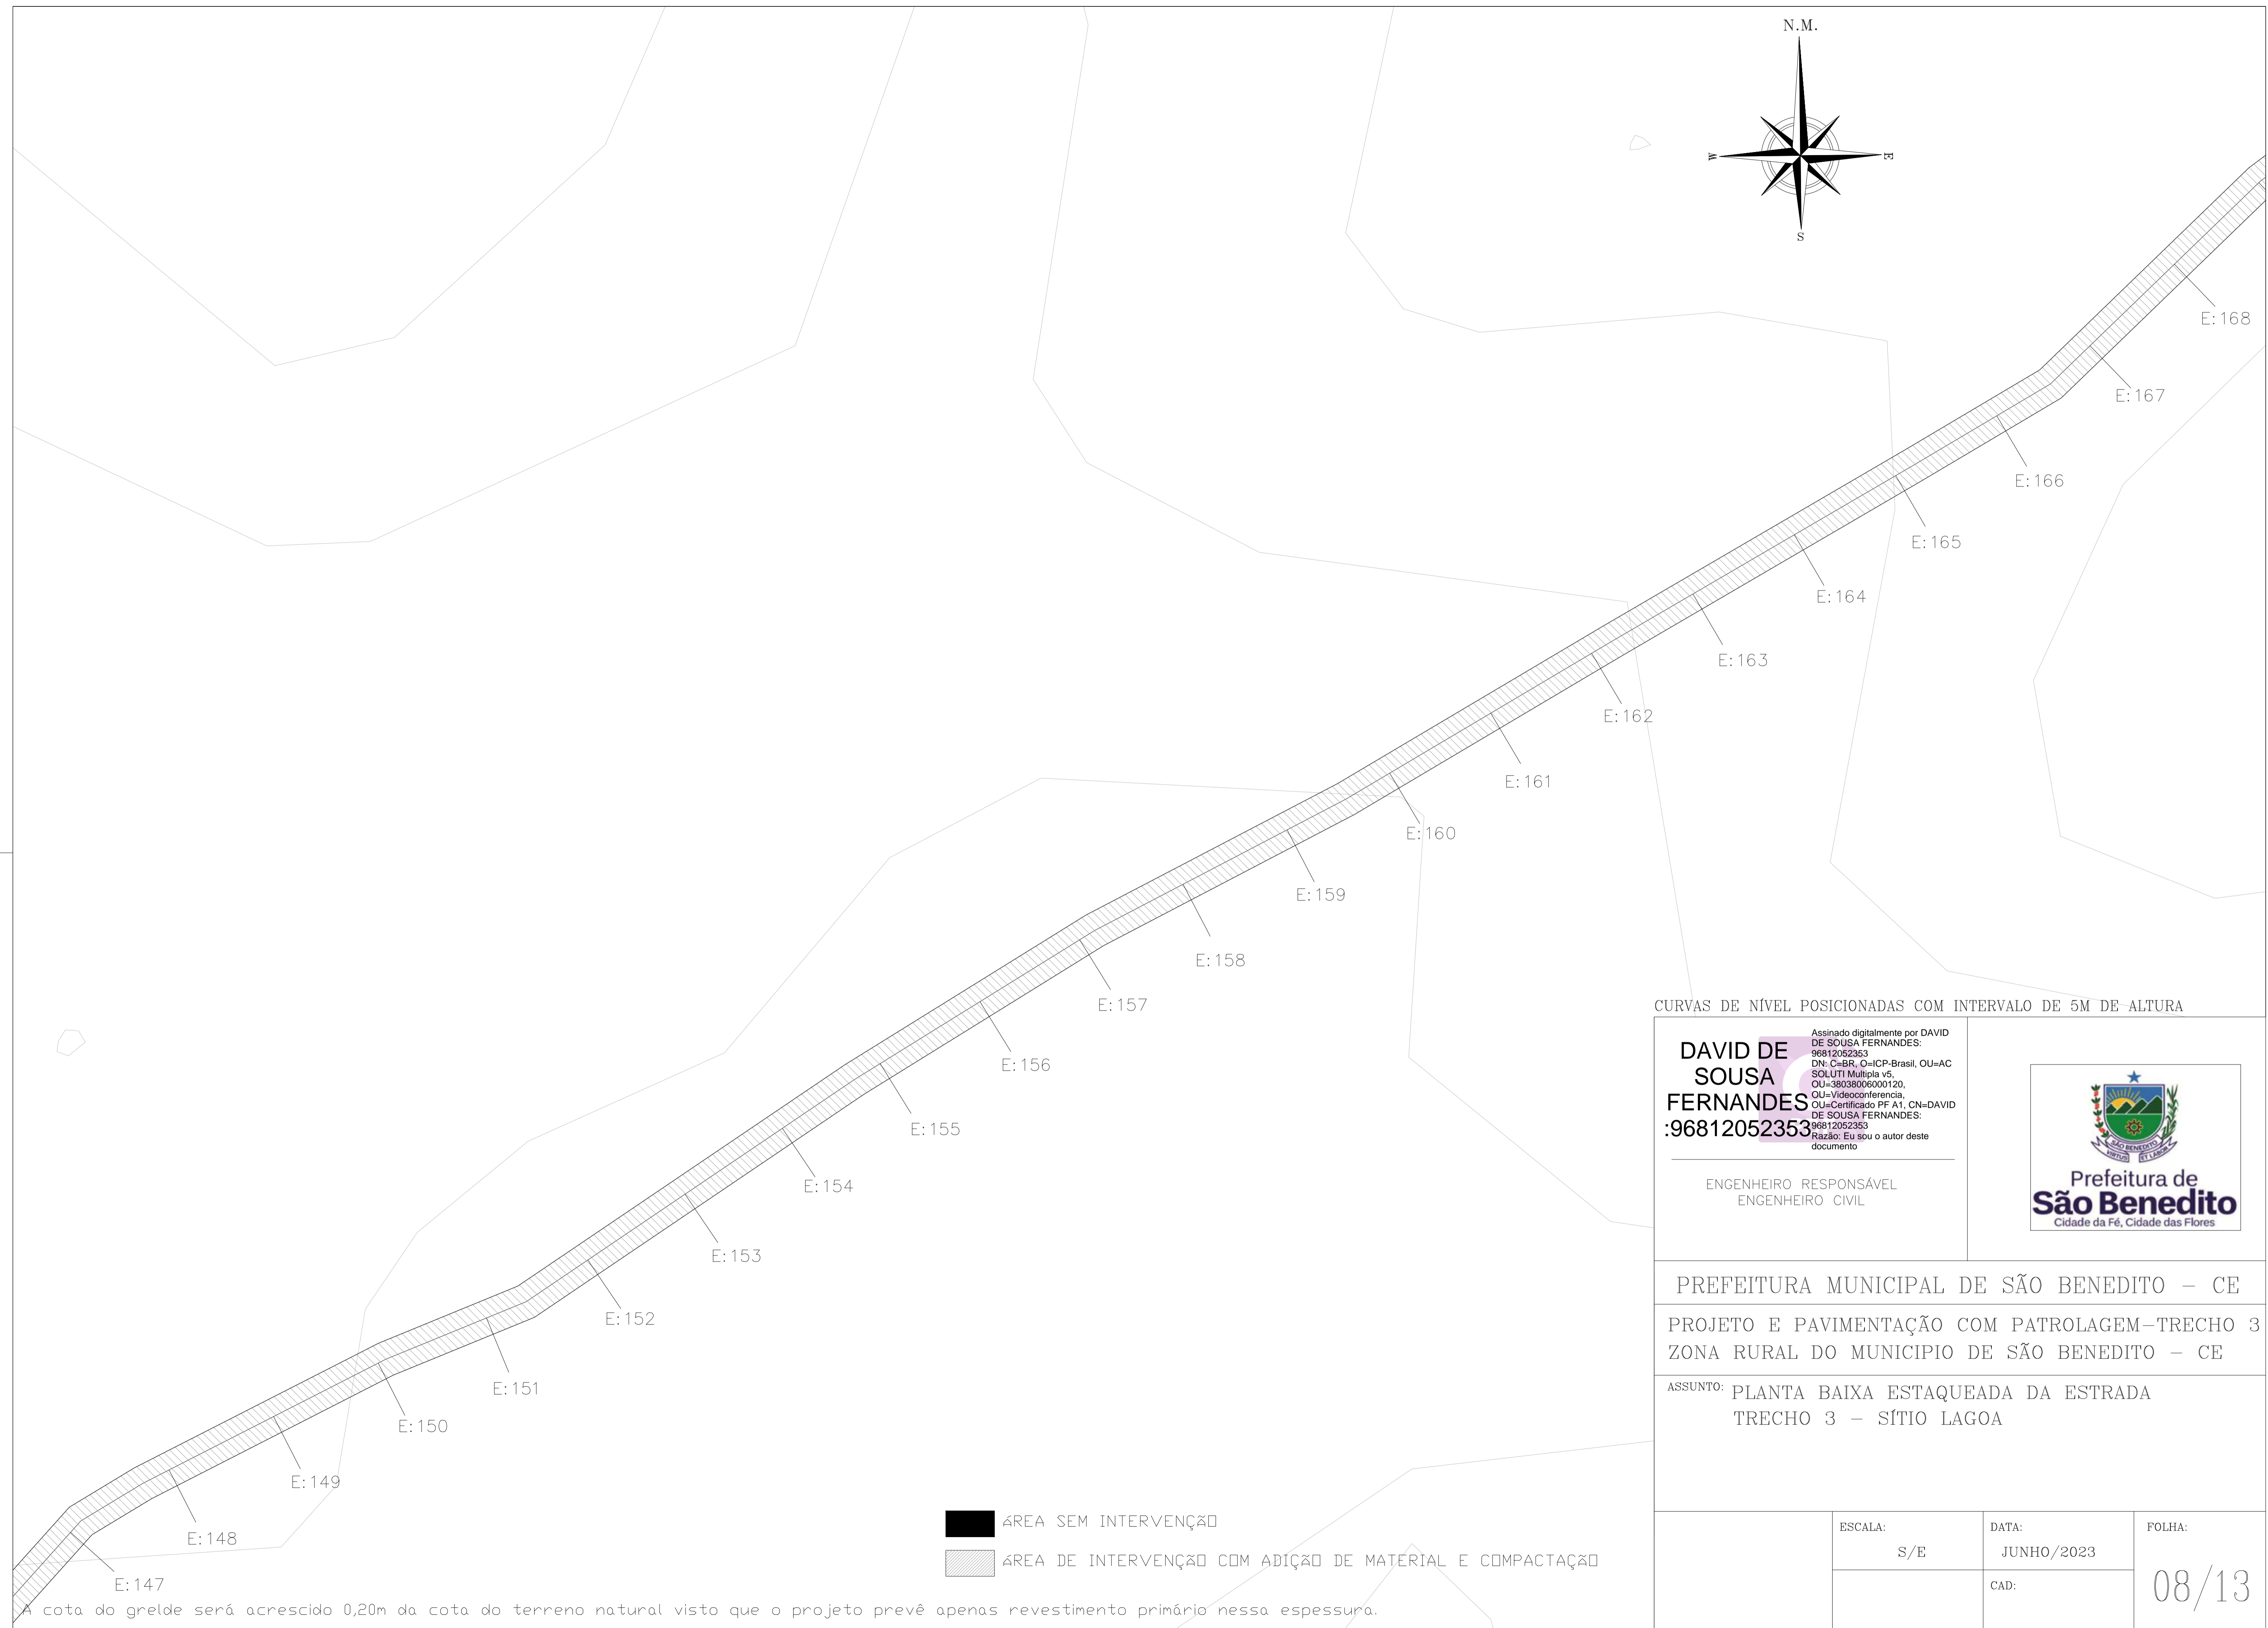 N.M.
W
E
S
E:168
E:167
E:166
E:165
E:164
E:163
E:162
E:161
E:160
E:159
E:158
E:157
E:156
E:155
E:154
E:153
E:152
E:151
E:150
E:149
E:148
E:147
CURVAS DE NÍVEL POSICIONADAS COM INTERVALO DE 5M DE ALTURA
DAVID DE
SOUSA
FERNANDES
:96812052353
Assinado digitalmente por DAVID
DE SOUSA FERNANDES:
96812052353
DN: C=BR, O=ICP-Brasil, OU=AC
SOLUTI Multipla v5,
OU=38038006000120,
OU=Videoconferencia,
OU=Certificado PF A1, CN=DAVID
DE SOUSA FERNANDES:
96812052353
Razão: Eu sou o autor deste
documento
ENGENHEIRO RESPONSÁVEL
ENGENHEIRO CIVIL
SÃO BENEDITO
VIRTUS ET LABOR
Prefeitura de
São Benedito
Cidade da Fé, Cidade das Flores
PREFEITURA MUNICIPAL DE SÃO BENEDITO - CE
PROJETO E PAVIMENTAÇÃO COM PATROLAGEM-TRECHO 3
ZONA RURAL DO MUNICIPIO DE SÃO BENEDITO - CE
ASSUNTO: PLANTA BAIXA ESTAQUEADA DA ESTRADA
TRECHO 3 - SÍTIO LAGOA
ESCALA:
S/E
DATA:
JUNHO/2023
CAD:
FOLHA:
08/13
ÁREA SEM INTERVENÇÃO
ÁREA DE INTERVENÇÃO COM ADIÇÃO DE MATERIAL E COMPACTAÇÃO
A cota do grelde será acrescido 0,20m da cota do terreno natural visto que o projeto prevê apenas revestimento primário nessa espessura.